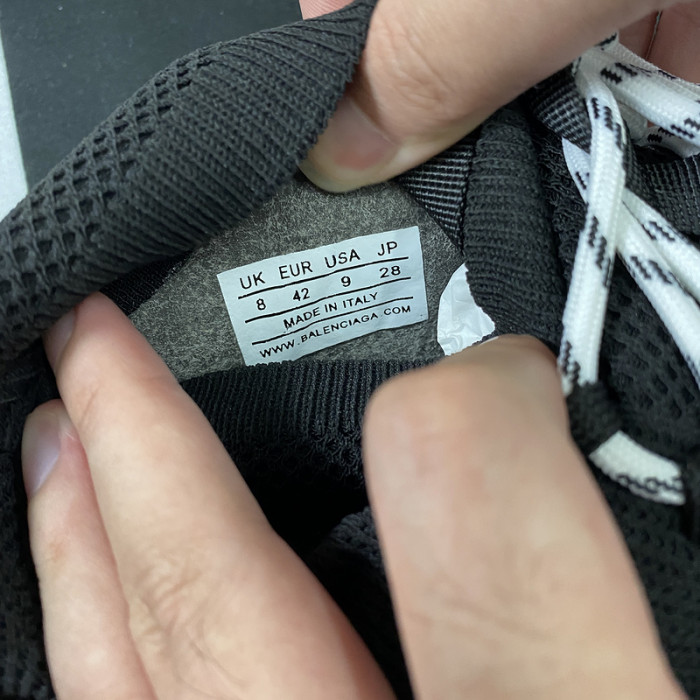 UK EUR USA JP
8 42 9 28
MADE IN ITALY
WWW.BALENCIAGA.COM